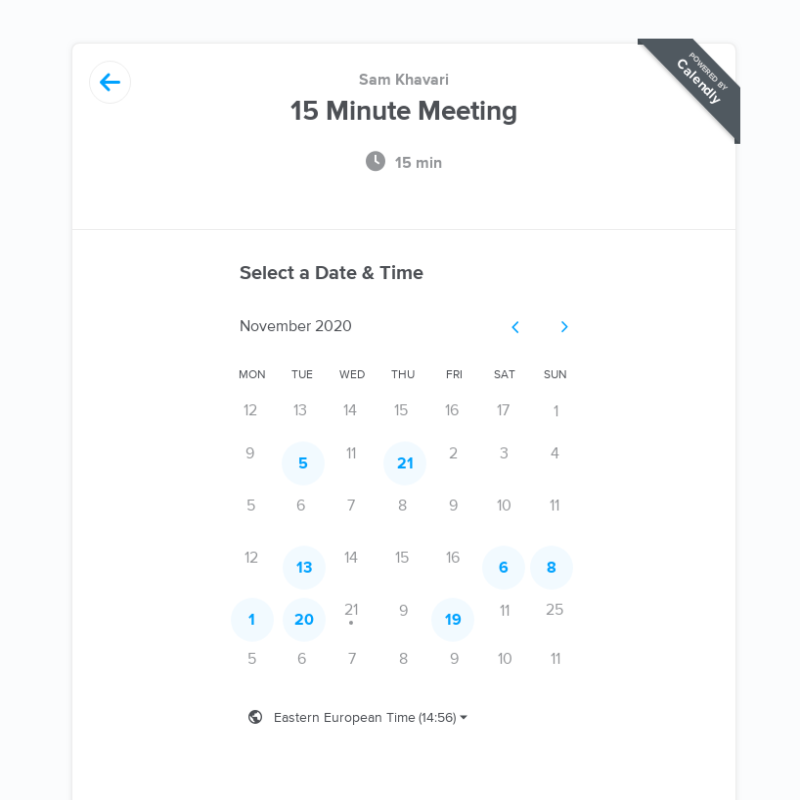 Sam Khavari
15 Minute Meeting
15 min
POWERED BY
Calendly
Select a Date & Time
November 2020
MON TUE WED THU FRI SAT SUN
12 13 14 15 16 17 1
9 5 11 21 2 3 4
5 6 7 8 9 10 11
12 13 14 15 16 6 8
1 20 21 9 19 11 25
5 6 7 8 9 10 11
Eastern European Time (14:56)